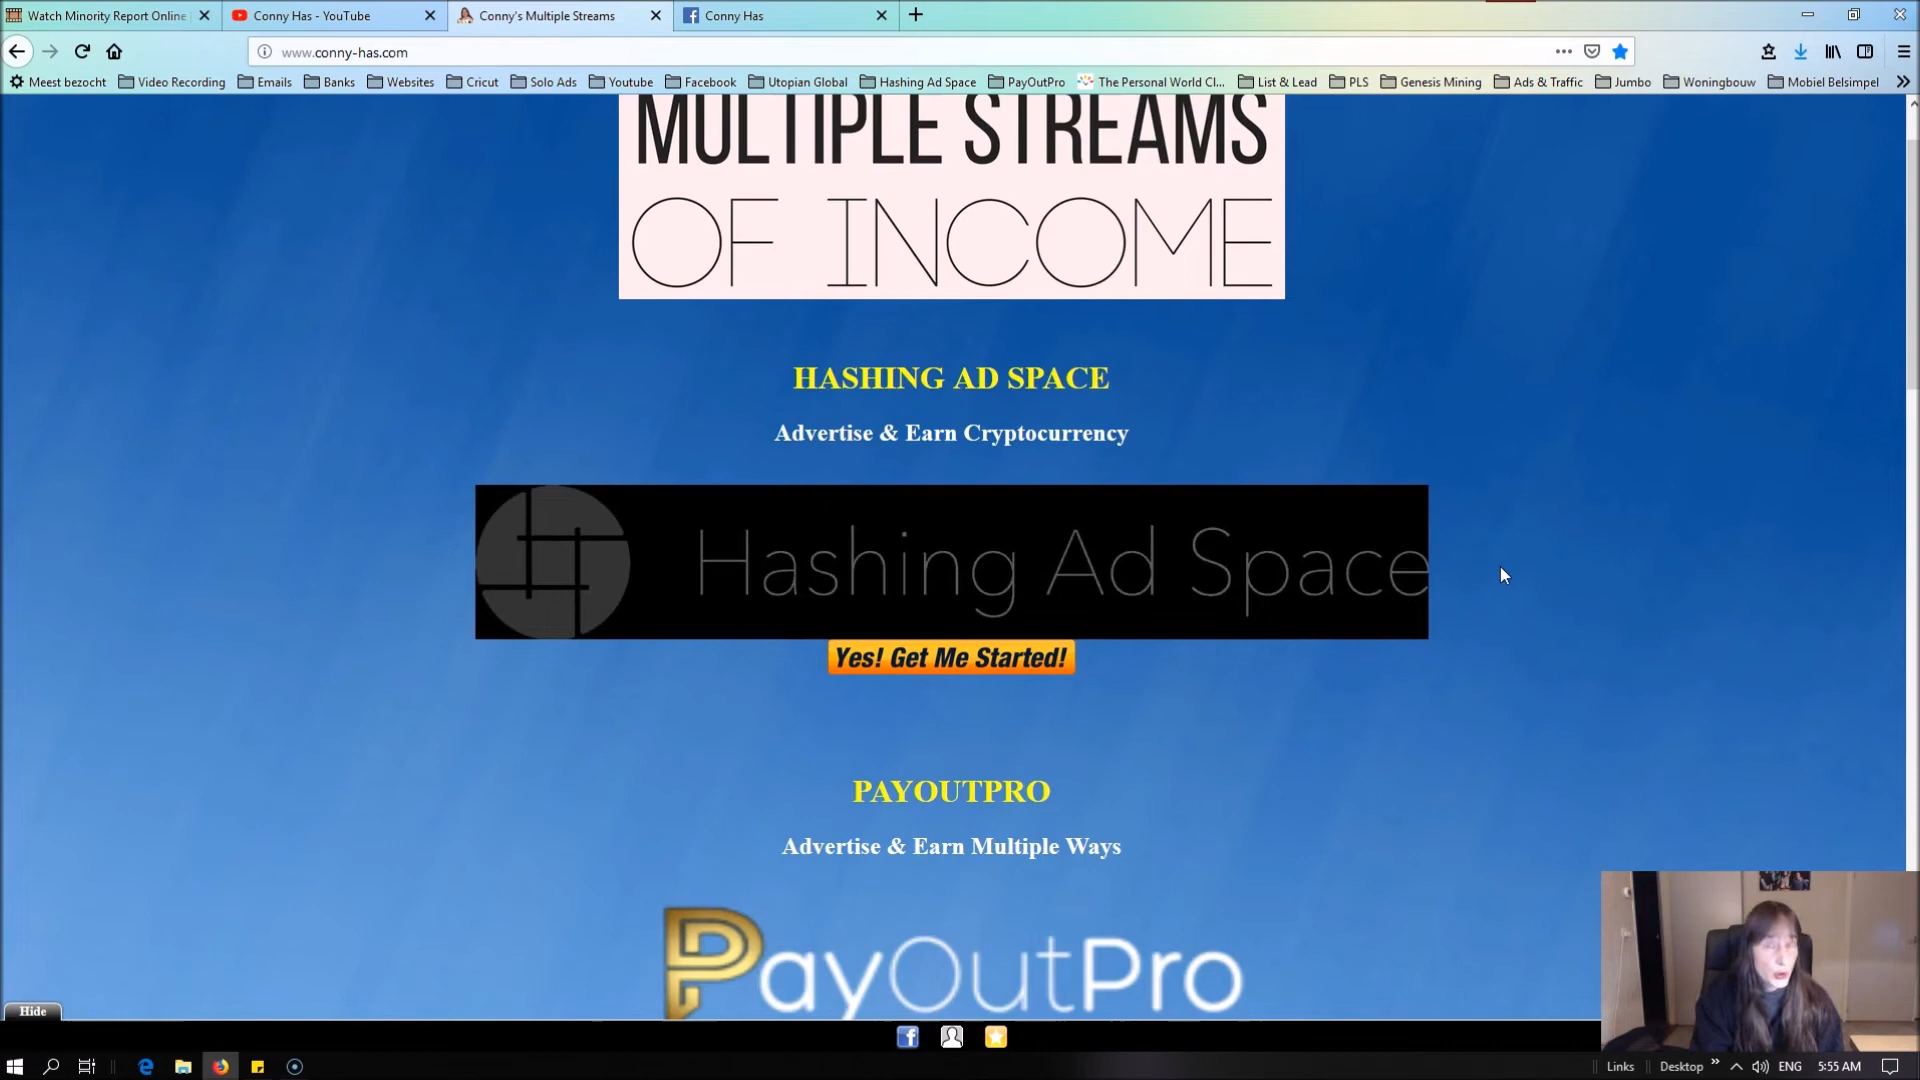 Watch Minority Report Online
Conny Has - YouTube
Conny's Multiple Streams
Conny Has
www.conny-has.com
Meest bezocht
Video Recording
Emails
Banks
Websites
Cricut
Solo Ads
Youtube
Facebook
Utopian Global
Hashing Ad Space
PayOutPro
The Personal World Cl...
List & Lead
PLS
Genesis Mining
Ads & Traffic
Jumbo
Woningbouw
Mobiel Belsimpel
MULTIPLE STREAMS
OF INCOME
HASHING AD SPACE
Advertise & Earn Cryptocurrency
Hashing Ad Space
Yes! Get Me Started!
PAYOUTPRO
Advertise & Earn Multiple Ways
PayOutPro
Hide
Links
Desktop
ENG
5:55 AM